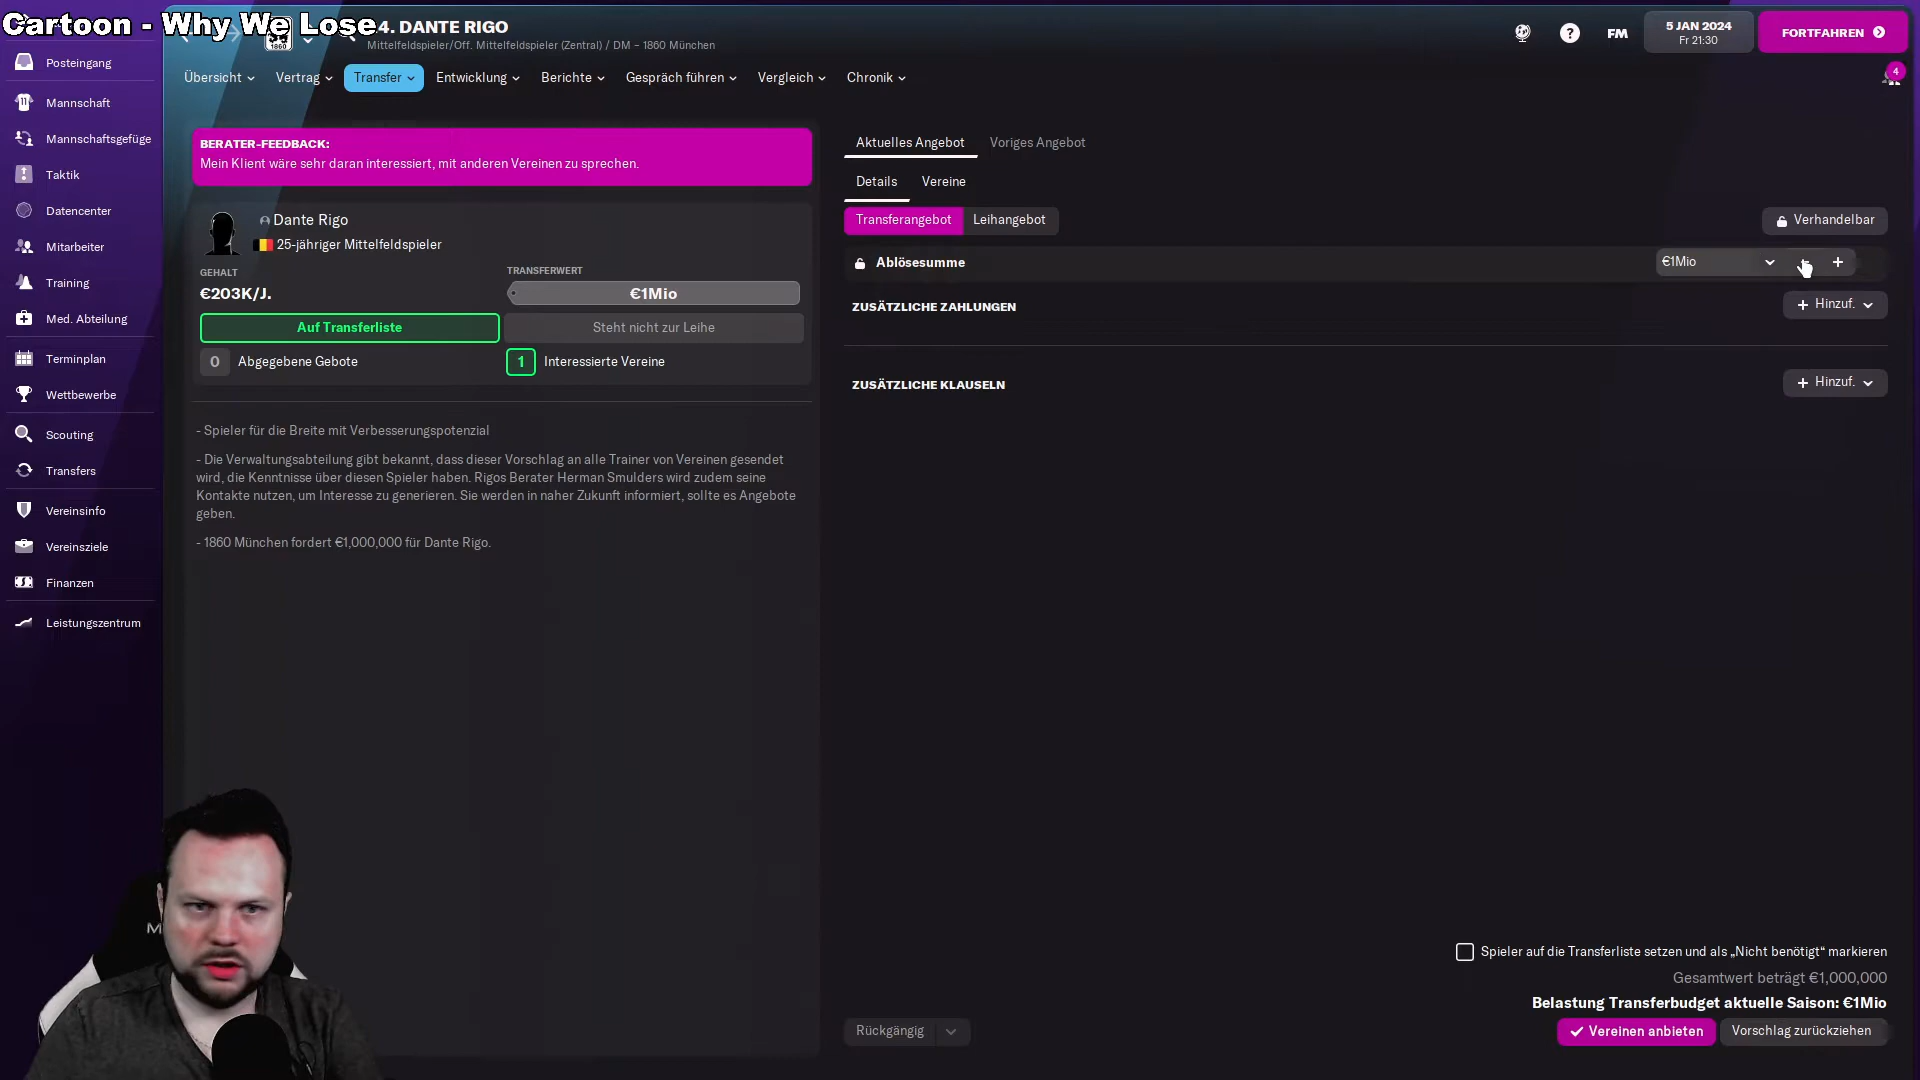 Cartoon - Why We Lose
4. DANTE RIGO
Mittelfeldspieler/Off. Mittelfeldspieler (Zentral) / DM – 1860 München
FM
5 JAN 2024
Fr 21:30
FORTFAHREN
4
Posteingang
Mannschaft
Mannschaftsgefüge
Taktik
Datencenter
Mitarbeiter
Training
Med. Abteilung
Terminplan
Wettbewerbe
Scouting
Transfers
Vereinsinfo
Vereinsziele
Finanzen
Leistungszentrum
Übersicht
Vertrag
Transfer
Entwicklung
Berichte
Gespräch führen
Vergleich
Chronik
BERATER-FEEDBACK:
Mein Klient wäre sehr daran interessiert, mit anderen Vereinen zu sprechen.
Dante Rigo
25-jähriger Mittelfeldspieler
GEHALT
€203K/J.
TRANSFERWERT
€1Mio
Auf Transferliste
Steht nicht zur Leihe
0 Abgegebene Gebote
1 Interessierte Vereine
- Spieler für die Breite mit Verbesserungspotenzial
- Die Verwaltungsabteilung gibt bekannt, dass dieser Vorschlag an alle Trainer von Vereinen gesendet
wird, die Kenntnisse über diesen Spieler haben. Rigos Berater Herman Smulders wird zudem seine
Kontakte nutzen, um Interesse zu generieren. Sie werden in naher Zukunft informiert, sollte es Angebote
geben.
- 1860 München fordert €1,000,000 für Dante Rigo.
Aktuelles Angebot
Voriges Angebot
Details
Vereine
Transferangebot
Leihangebot
Verhandelbar
Ablösesumme
€1Mio
ZUSÄTZLICHE ZAHLUNGEN
+ Hinzuf.
ZUSÄTZLICHE KLAUSELN
+ Hinzuf.
Spieler auf die Transferliste setzen und als „Nicht benötigt“ markieren
Gesamtwert beträgt €1,000,000
Belastung Transferbudget aktuelle Saison: €1Mio
Rückgängig
Vereinen anbieten
Vorschlag zurückziehen